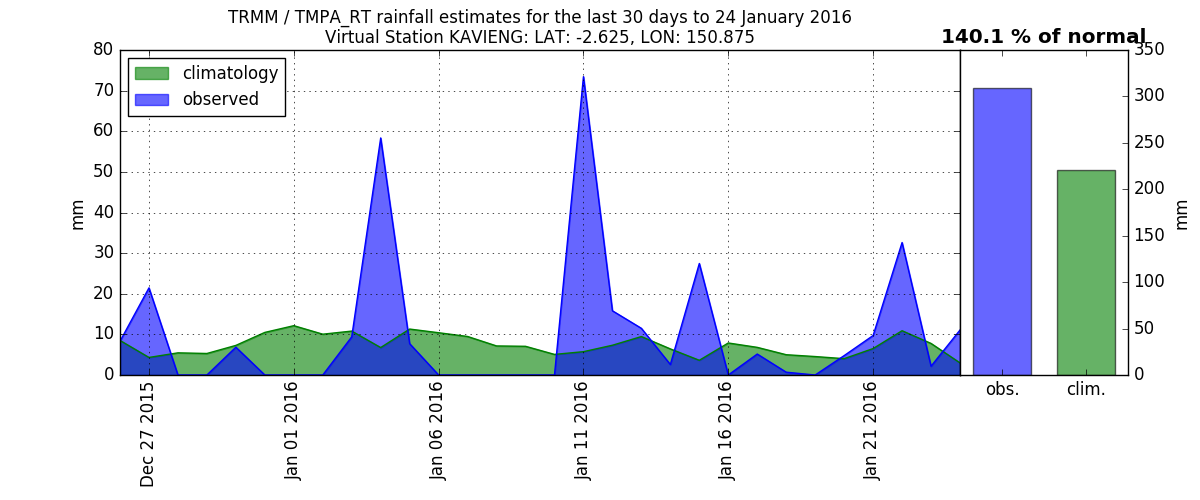 TRMM / TMPA_RT rainfall estimates for the last 30 days to 24 January 2016
Virtual Station KAVIENG: LAT: -2.625, LON: 150.875
140.1 % of normal
climatology
observed
mm
80
70
60
50
40
30
20
10
0
Dec 27 2015
Jan 01 2016
Jan 06 2016
Jan 11 2016
Jan 16 2016
Jan 21 2016
obs.
clim.
350
300
250
200
150
100
50
0
mm